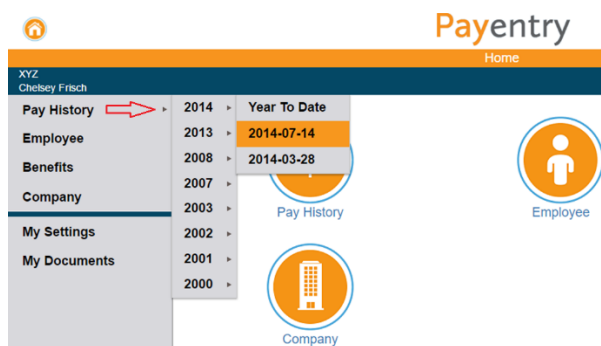 Payentry
Home
XYZ
Chelsey Frisch
Pay History
Employee
Benefits
Company
My Settings
My Documents
2014
2013
2008
2007
2003
2002
2001
2000
Year To Date
2014-07-14
2014-03-28
Pay History
Employee
Company